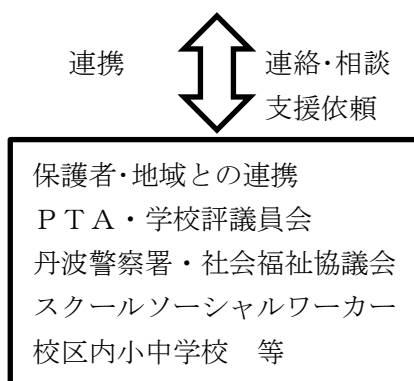 連携
連絡･相談
支援依頼
保護者･地域との連携
ＰＴＡ・学校評議員会
丹波警察署・社会福祉協議会
スクールソーシャルワーカー
校区内小中学校　等